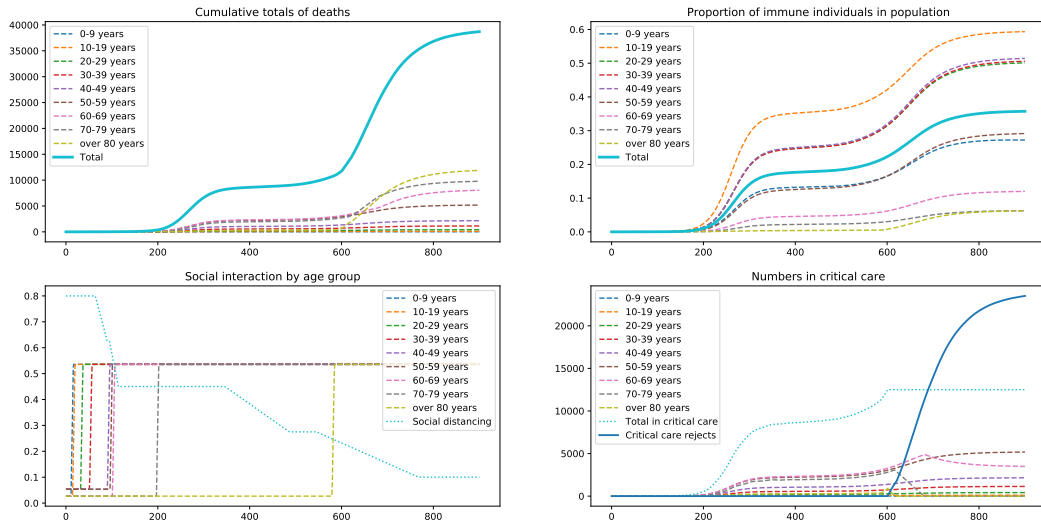 Cumulative totals of deaths
40000
35000
30000
25000
20000
15000
10000
5000
0
0-9 years
10-19 years
20-29 years
30-39 years
40-49 years
50-59 years
60-69 years
70-79 years
over 80 years
Total
0 200 400 600 800
Proportion of immune individuals in population
0.6
0.5
0.4
0.3
0.2
0.1
0.0
0-9 years
10-19 years
20-29 years
30-39 years
40-49 years
50-59 years
60-69 years
70-79 years
over 80 years
Total
0 200 400 600 800
Social interaction by age group
0.8
0.7
0.6
0.5
0.4
0.3
0.2
0.1
0.0
0-9 years
10-19 years
20-29 years
30-39 years
40-49 years
50-59 years
60-69 years
70-79 years
over 80 years
Social distancing
0 200 400 600 800
Numbers in critical care
20000
15000
10000
5000
0
0-9 years
10-19 years
20-29 years
30-39 years
40-49 years
50-59 years
60-69 years
70-79 years
over 80 years
Total in critical care
Critical care rejects
0 200 400 600 800